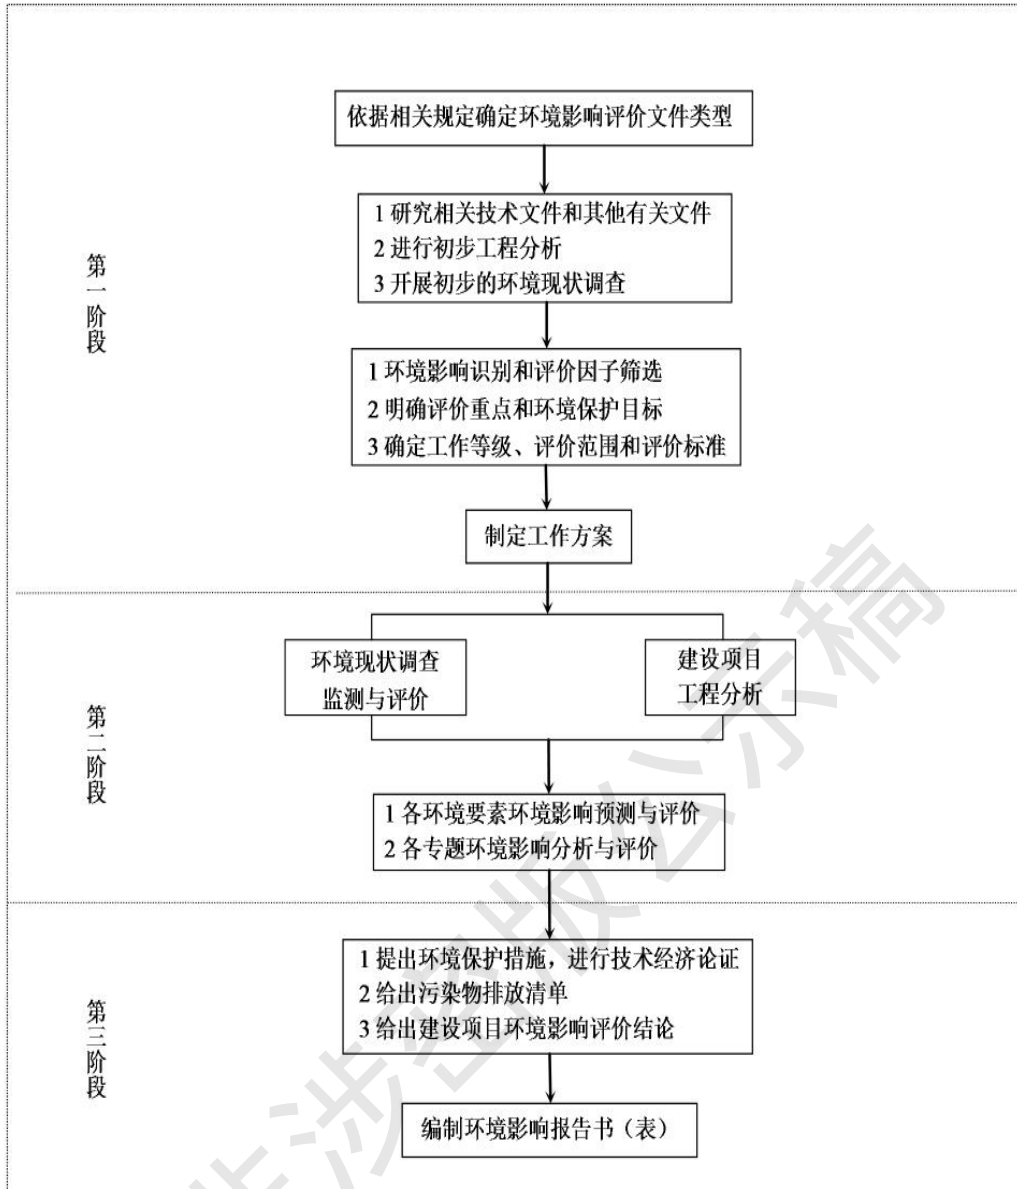 依据相关规定确定环境影响评价文件类型
1 研究相关技术文件和其他有关文件
2 进行初步工程分析
3 开展初步的环境现状调查
第一阶段
1 环境影响识别和评价因子筛选
2 明确评价重点和环境保护目标
3 确定工作等级、评价范围和评价标准
制定工作方案
环境现状调查
监测与评价
建设项目
工程分析
第二阶段
1 各环境要素环境影响预测与评价
2 各专题环境影响分析与评价
1 提出环境保护措施，进行技术经济论证
2 给出污染物排放清单
3 给出建设项目环境影响评价结论
第三阶段
编制环境影响报告书（表）
非涉密版公示稿